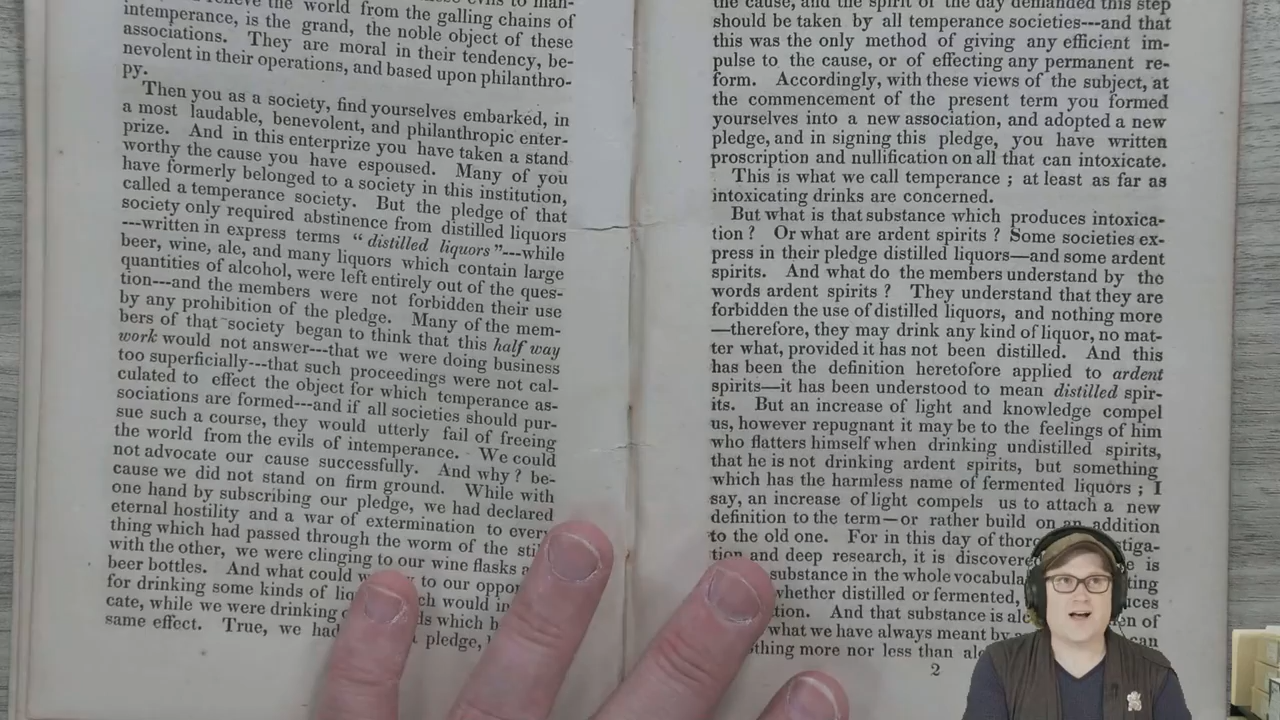 relieve the world from the galling chains of
intemperance, is the grand, the noble object of these
associations. They are moral in their tendency, be-
nevolent in their operations, and based upon philanthro-
py.
Then you as a society, find yourselves embarked, in
a most laudable, benevolent, and philanthropic enter-
prize. And in this enterprize you have taken a stand
worthy the cause you have espoused. Many of you
have formerly belonged to a society in this institution,
called a temperance society. But the pledge of that
society only required abstinence from distilled liquors
---written in express terms "distilled liquors"---while
beer, wine, ale, and many liquors which contain large
quantities of alcohol, were left entirely out of the ques-
tion---and the members were not forbidden their use
by any prohibition of the pledge. Many of the mem-
bers of that society began to think that this half way
work would not answer---that we were doing business
too superficially---that such proceedings were not cal-
culated to effect the object for which temperance as-
sociations are formed---and if all societies should pur-
sue such a course, they would utterly fail of freeing
the world from the evils of intemperance. We could
not advocate our cause successfully. And why? be-
cause we did not stand on firm ground. While with
one hand by subscribing our pledge, we had declared
eternal hostility and a war of extermination to every
thing which had passed through the worm of the
with the other, we were clinging to our wine flasks
beer bottles. And what could to our
for drinking some kinds of which would
cate, while we were drinking which
same effect. True, we had pledge,
the cause, and the spirit of the day demanded this step
should be taken by all temperance societies---and that
this was the only method of giving any efficient im-
pulse to the cause, or of effecting any permanent re-
form. Accordingly, with these views of the subject, at
the commencement of the present term you formed
yourselves into a new association, and adopted a new
pledge, and in signing this pledge, you have written
proscription and nullification on all that can intoxicate.
This is what we call temperance ; at least as far as
intoxicating drinks are concerned.
But what is that substance which produces intoxica-
tion ? Or what are ardent spirits ? Some societies ex-
press in their pledge distilled liquors—and some ardent
spirits. And what do the members understand by the
words ardent spirits ? They understand that they are
forbidden the use of distilled liquors, and nothing more
—therefore, they may drink any kind of liquor, no mat-
ter what, provided it has not been distilled. And this
has been the definition heretofore applied to ardent
spirits—it has been understood to mean distilled spir-
its. But an increase of light and knowledge compel
us, however repugnant it may be to the feelings of him
who flatters himself when drinking undistilled spirits,
that he is not drinking ardent spirits, but something
which has the harmless name of fermented liquors ; I
say, an increase of light compels us to attach a new
definition to the term—or rather build on an addition
to the old one. For in this day of
tion and deep research, it is is
substance in the whole
whether distilled or fermented,
And that substance is of
what we have always meant by can
nothing more nor less than
2